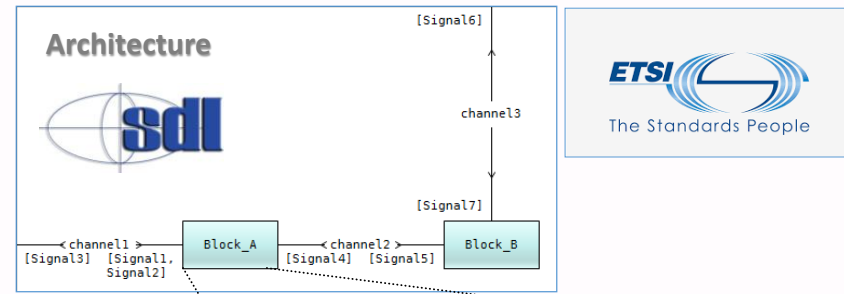 [Signal6]
Architecture
sdl
ETSI
The Standards People
channel3
[Signal7]
channel1
Block_A
channel2
Block_B
[Signal3]
[Signal1,
Signal2]
[Signal4]
[Signal5]